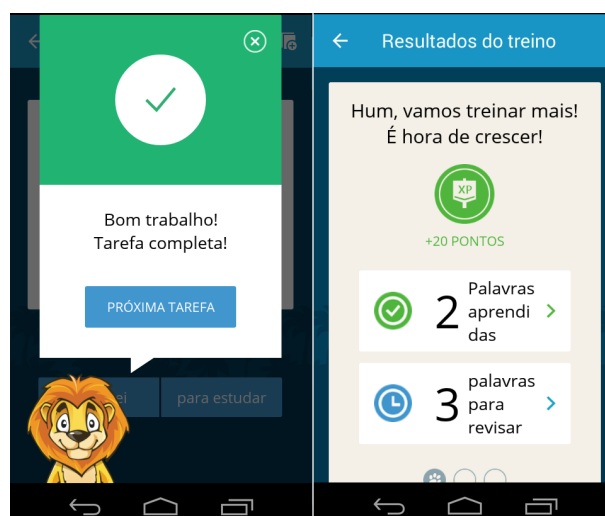 Bom trabalho!
Tarefa completa!
PRÓXIMA TAREFA
ei
para estudar
Resultados do treino
Hum, vamos treinar mais!
É hora de crescer!
XP
+20 PONTOS
2
Palavras
aprendi
das
3
palavras
para
revisar